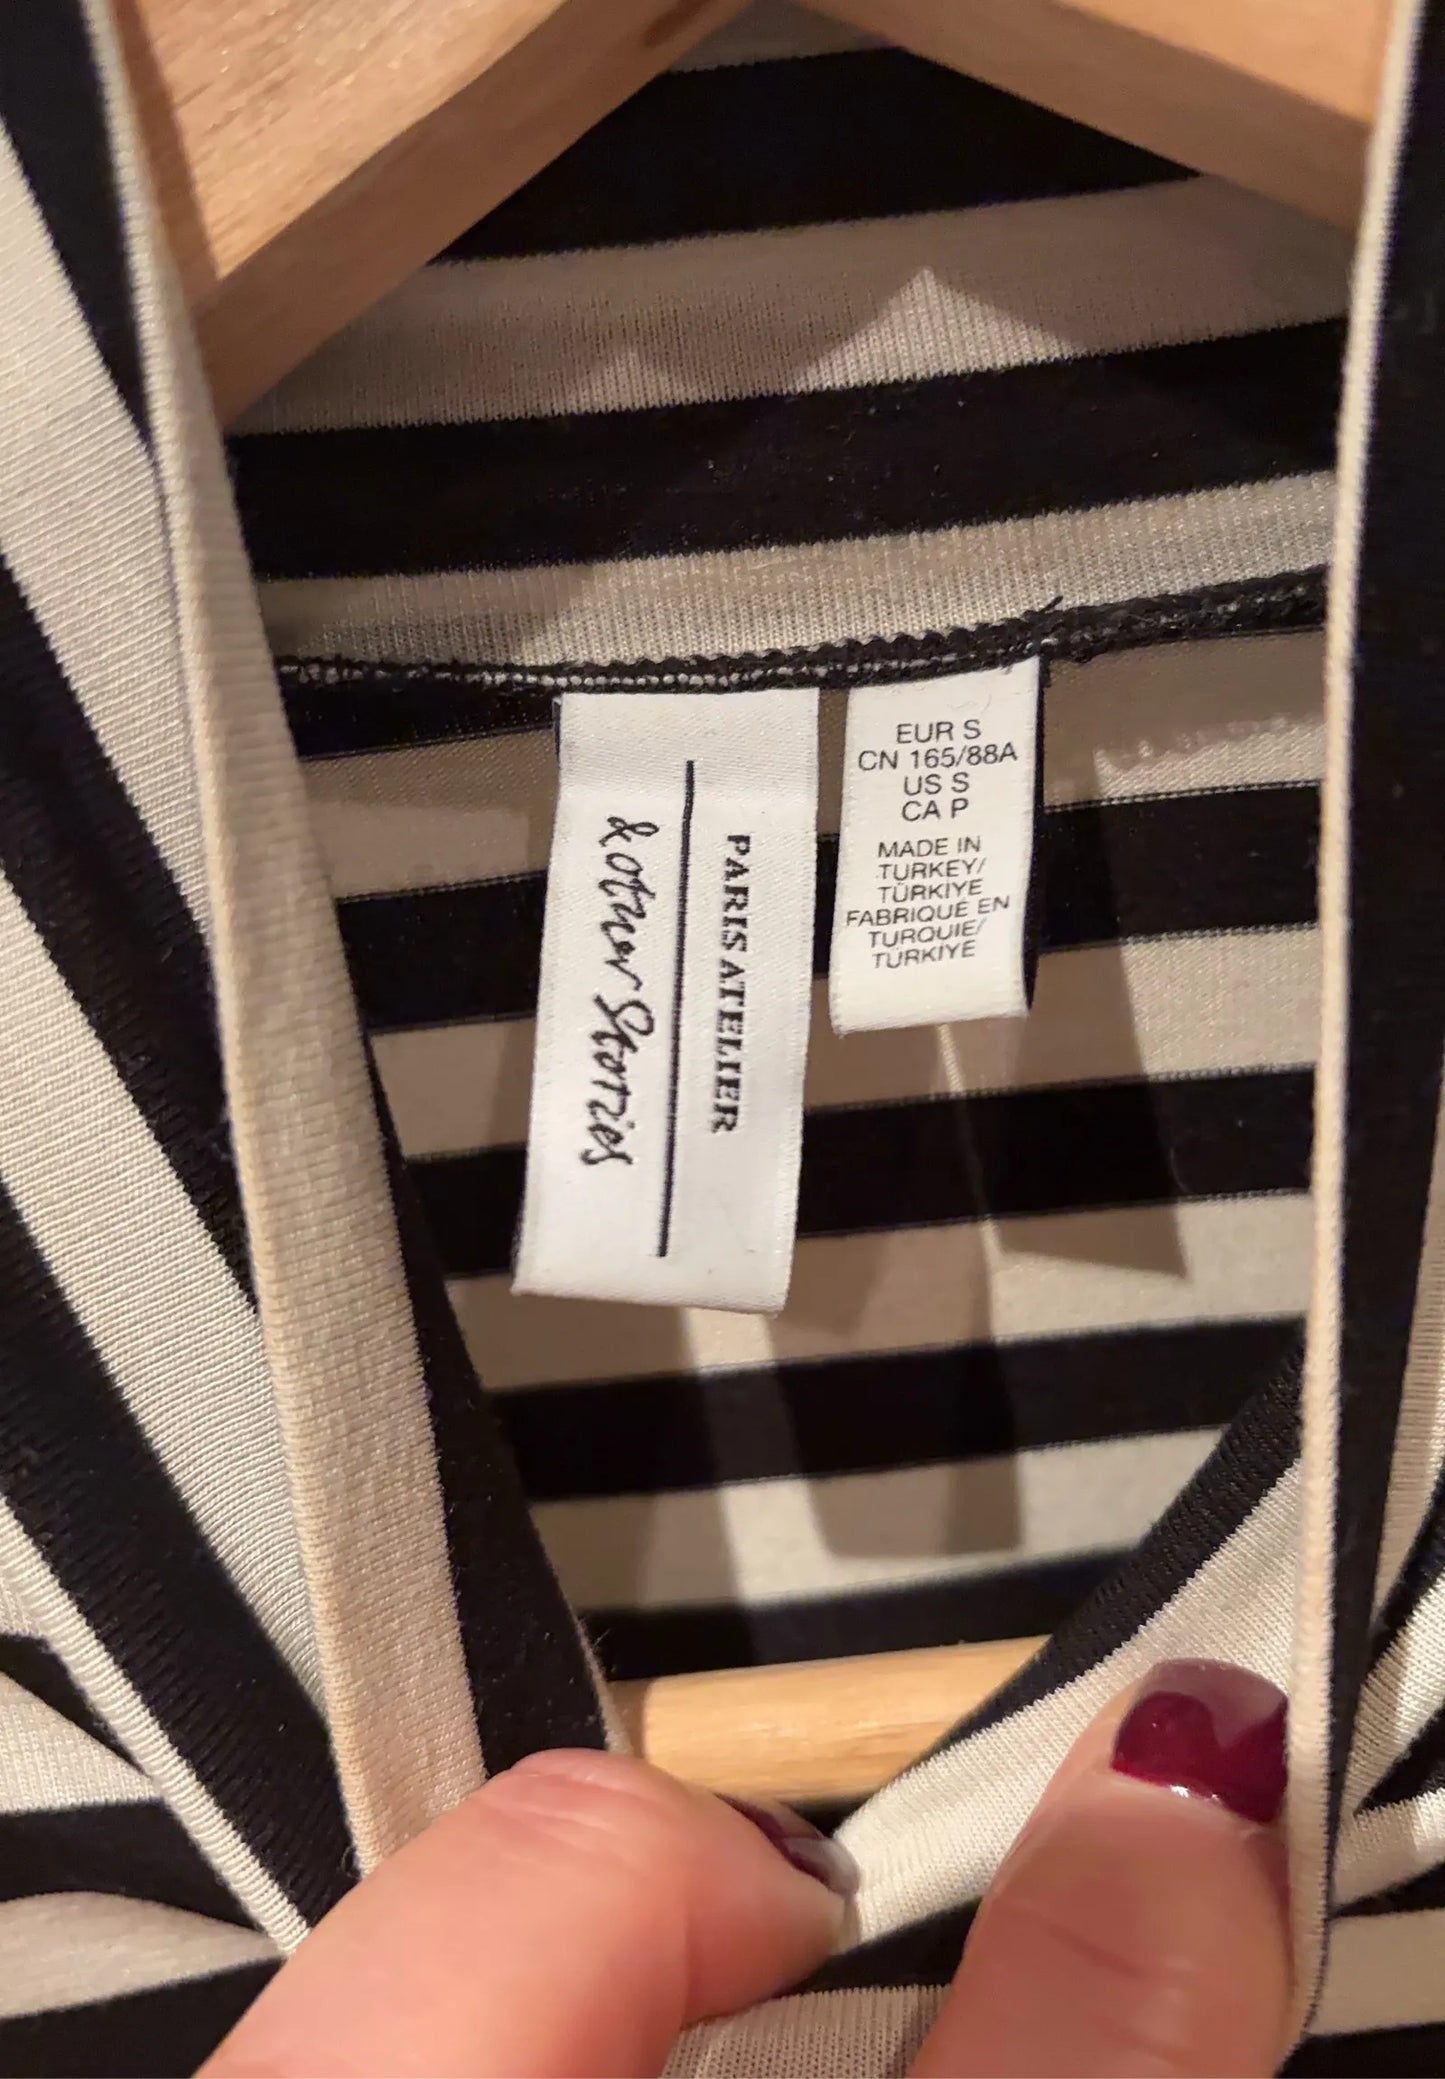 PARIS ATELIER
& other Stories
EUR S
CN 165/88A
US S
CA P
MADE IN
TURKEY/
TÜRKIYE
FABRIQUÉ EN
TURQUIE/
TÜRKIYE